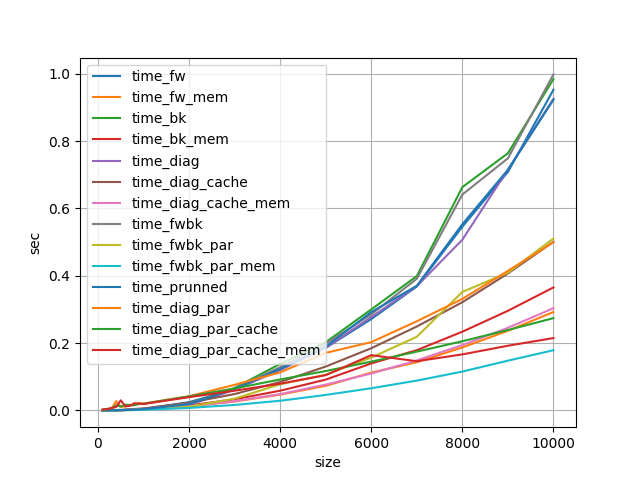 1.0
0.8
0.6
0.4
0.2
0.0
sec
time_fw
time_fw_mem
time_bk
time_bk_mem
time_diag
time_diag_cache
time_diag_cache_mem
time_fwbk
time_fwbk_par
time_fwbk_par_mem
time_prunned
time_diag_par
time_diag_par_cache
time_diag_par_cache_mem
0 2000 4000 6000 8000 10000
size